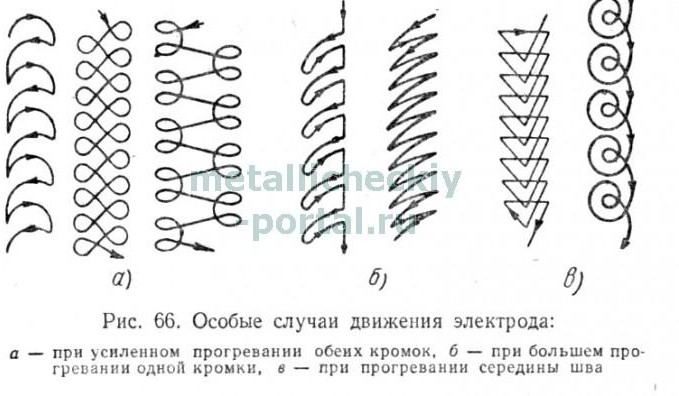 metallicheckiy
-portal.ru
а)
б)
в)
Рис. 66. Особые случаи движения электрода:
а — при усиленном прогревании обеих кромок, б — при большем про-
гревании одной кромки, в — при прогревании середины шва